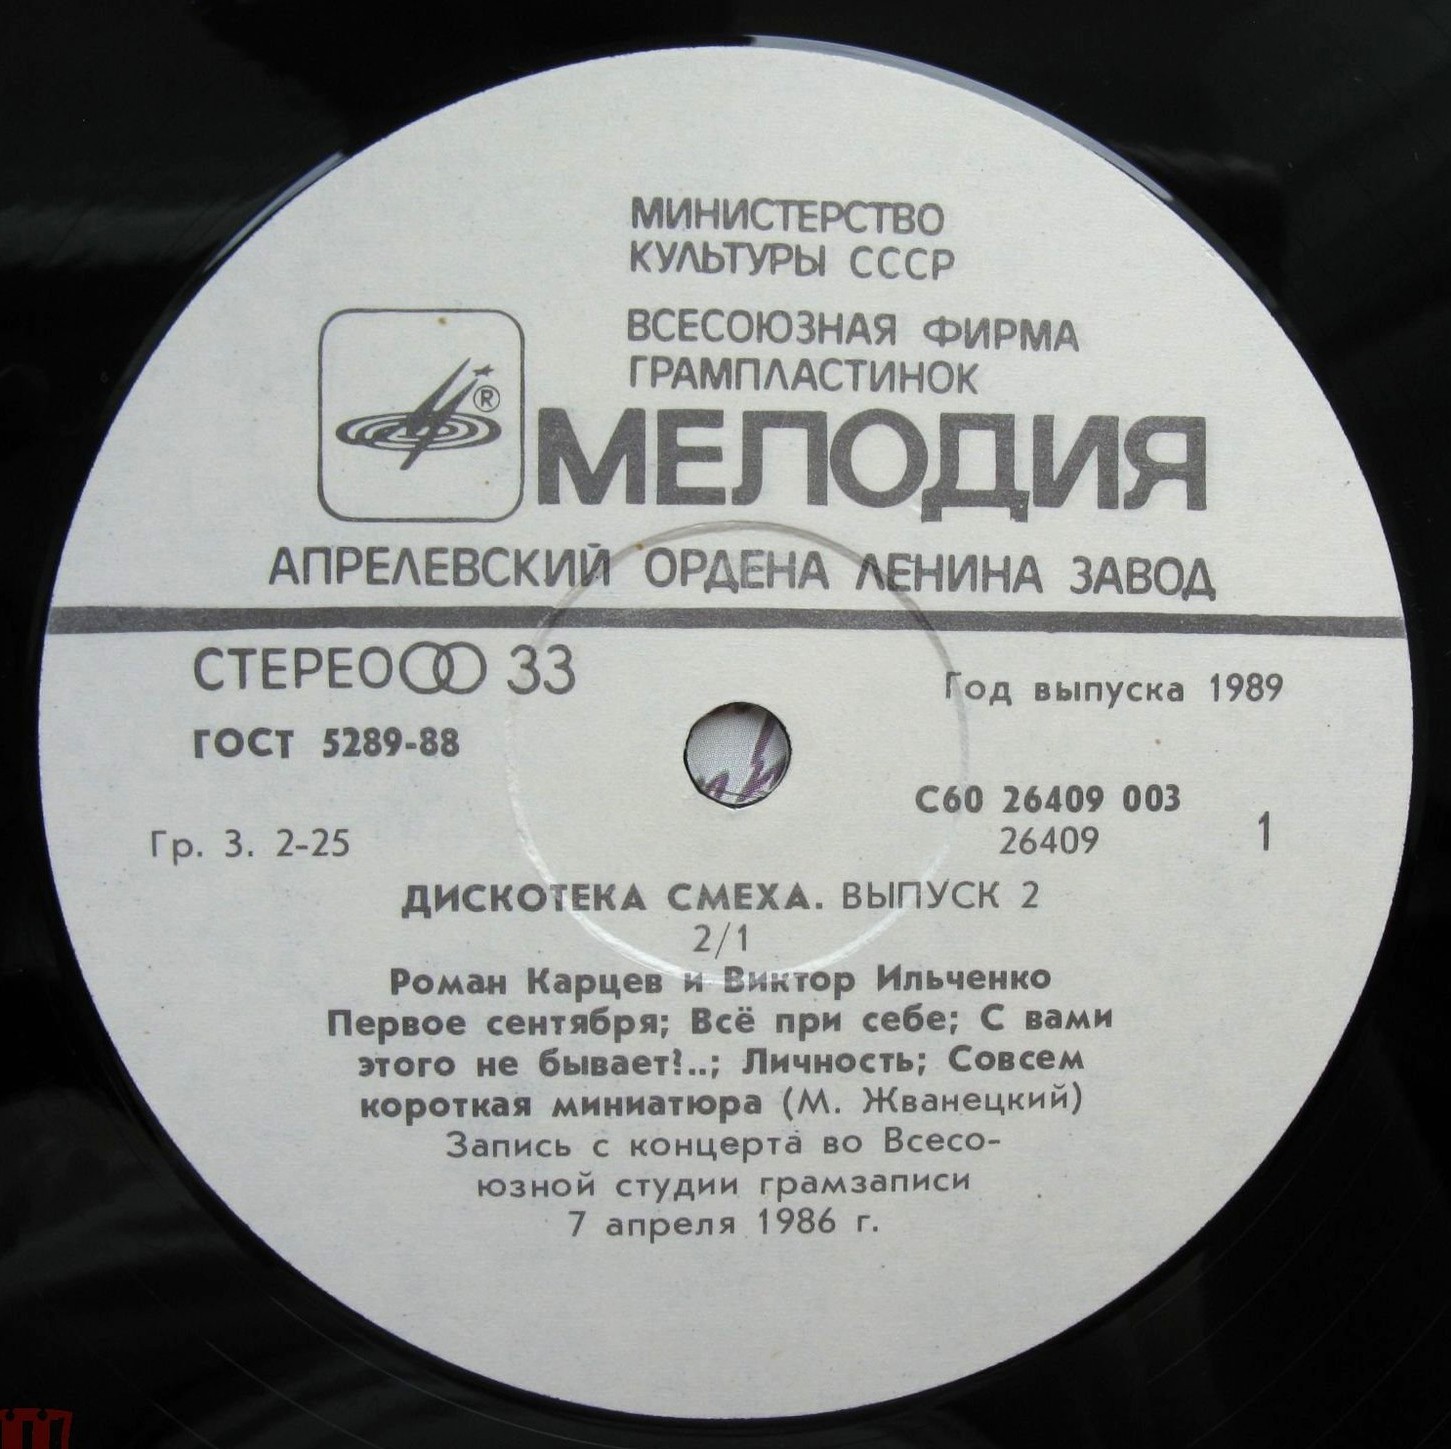 МИНИСТЕРСТВО
КУЛЬТУРЫ СССР
ВСЕСОЮЗНАЯ ФИРМА
ГРАМПЛАСТИНОК
®
МЕЛОДИЯ
АПРЕЛЕВСКИЙ ОРДЕНА ЛЕНИНА ЗАВОД
СТЕРЕО 33
Год выпуска 1989
ГОСТ 5289-88
С60 26409 003
Гр. 3. 2-25
26409
1
ДИСКОТЕКА СМЕХА. ВЫПУСК 2
2/1
Роман Карцев и Виктор Ильченко
Первое сентября; Всё при себе; С вами
этого не бывает!..; Личность; Совсем
короткая миниатюра (М. Жванецкий)
Запись с концерта во Всесо-
юзной студии грамзаписи
7 апреля 1986 г.